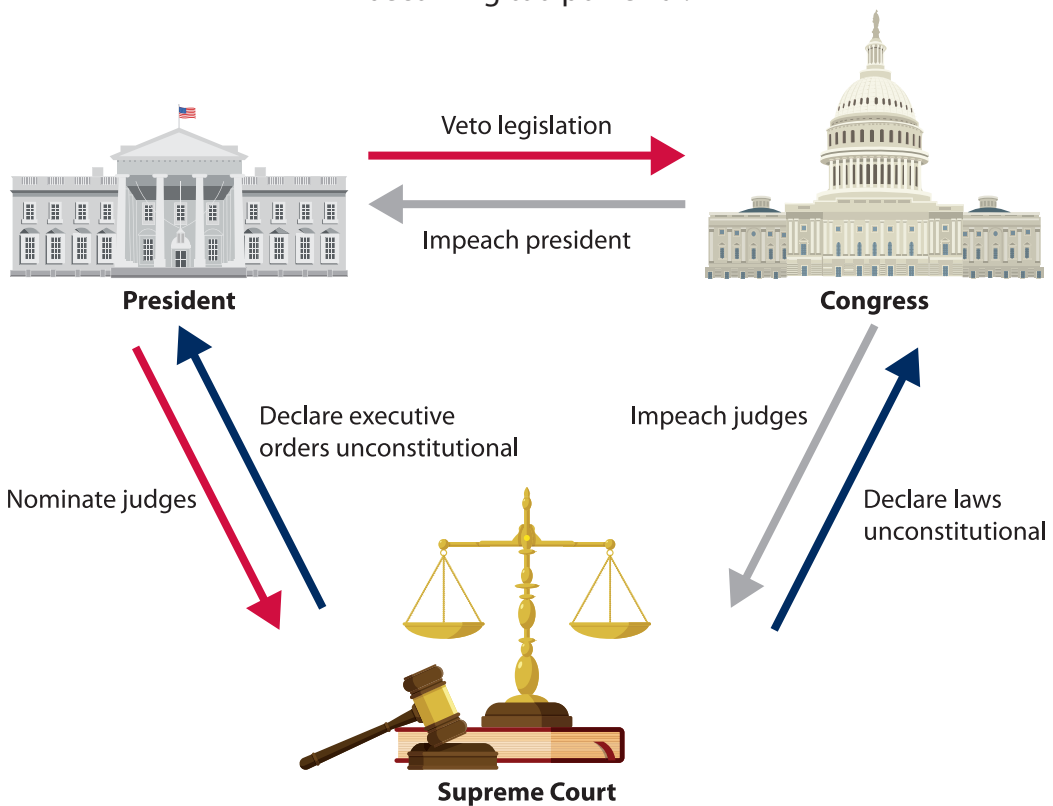 Veto legislation
Impeach president
President
Congress
Declare executive
orders unconstitutional
Impeach judges
Nominate judges
Declare laws
unconstitutional
Supreme Court